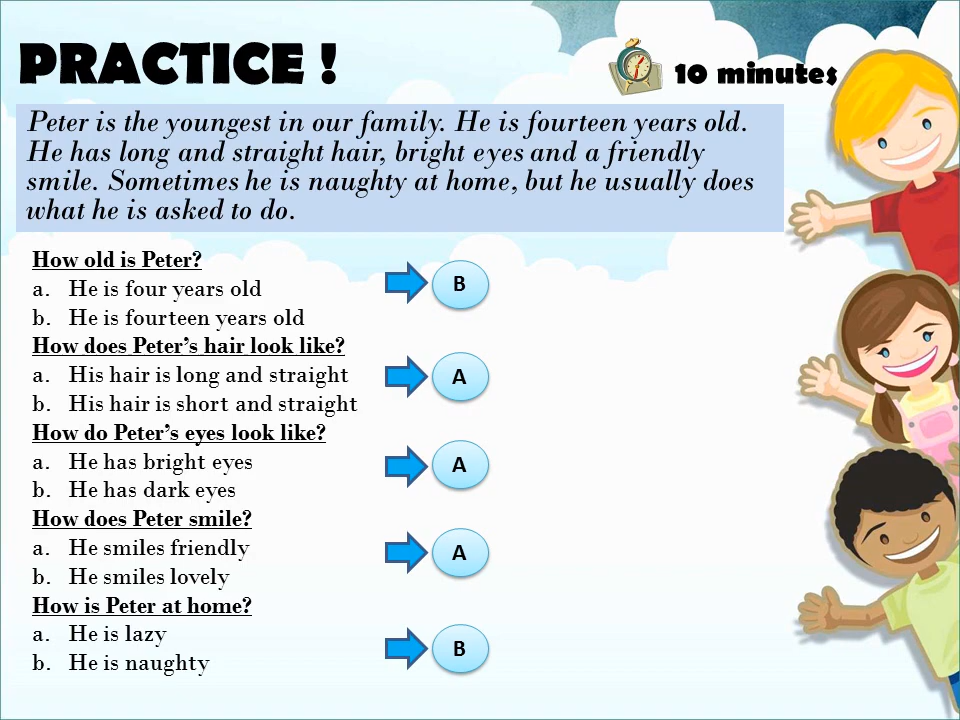 PRACTICE !
10 minutes
Peter is the youngest in our family. He is fourteen years old.
He has long and straight hair, bright eyes and a friendly
smile. Sometimes he is naughty at home, but he usually does
what he is asked to do.
How old is Peter?
a. He is four years old
b. He is fourteen years old
B
How does Peter’s hair look like?
a. His hair is long and straight
b. His hair is short and straight
A
How do Peter’s eyes look like?
a. He has bright eyes
b. He has dark eyes
A
How does Peter smile?
a. He smiles friendly
b. He smiles lovely
A
How is Peter at home?
a. He is lazy
b. He is naughty
B